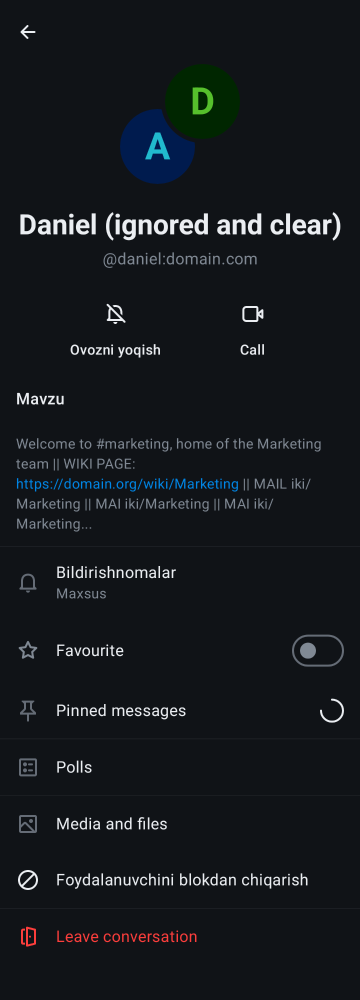 D
A
Daniel (ignored and clear)
@daniel:domain.com
Ovozni yoqish
Call
Mavzu
Welcome to #marketing, home of the Marketing
team || WIKI PAGE:
https://domain.org/wiki/Marketing || MAIL iki/
Marketing || MAI iki/Marketing || MAI iki/
Marketing...
Bildirishnomalar
Maxsus
Favourite
Pinned messages
Polls
Media and files
Foydalanuvchini blokdan chiqarish
Leave conversation